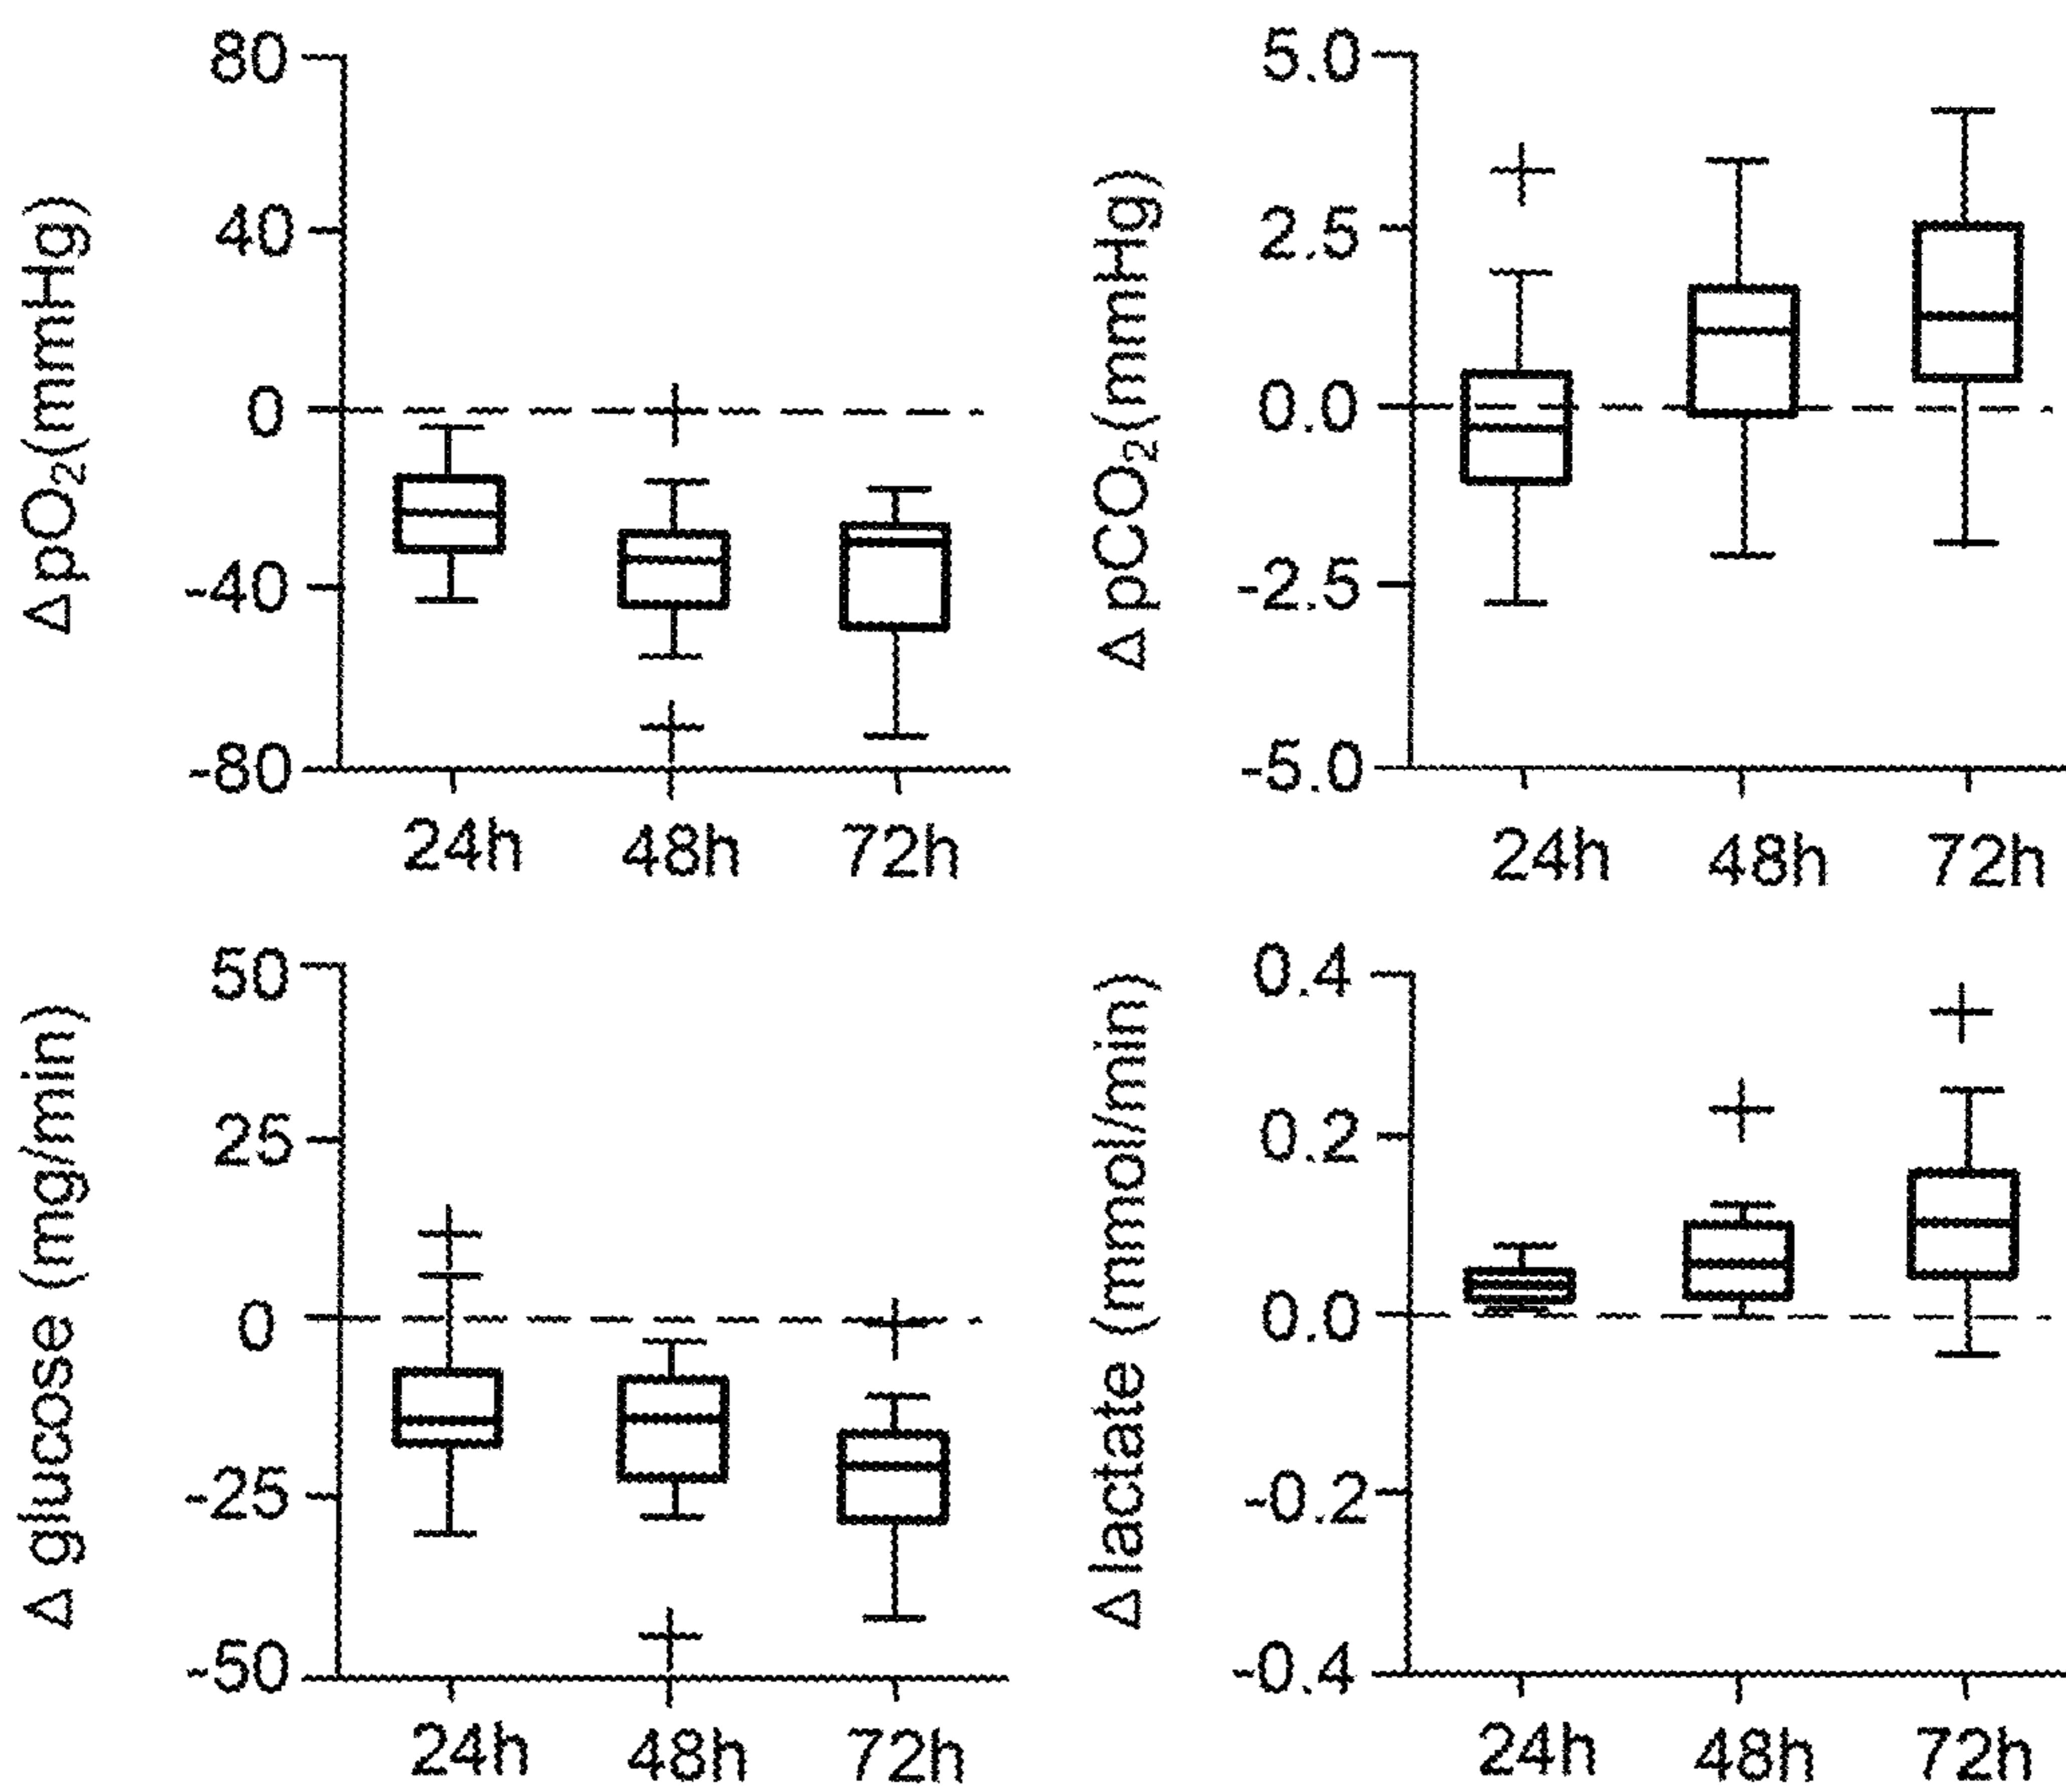 Δ pO₂(mmHg)
80
40
0
-40
-80
24h 48h 72h
Δ pCO₂(mmHg)
5.0
2.5
0.0
-2.5
-5.0
24h 48h 72h
Δ glucose (mg/min)
50
25
0
-25
-50
24h 48h 72h
Δ lactate (mmol/min)
0.4
0.2
0.0
-0.2
-0.4
24h 48h 72h